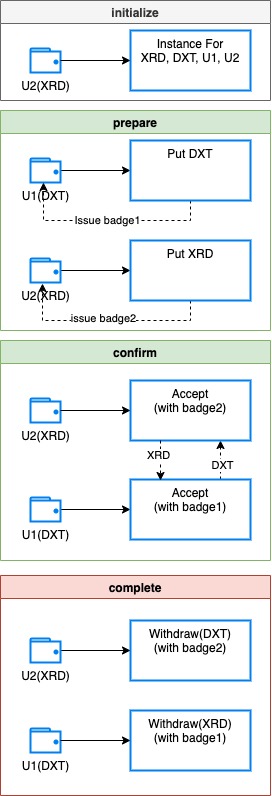 initialize
Instance For
XRD, DXT, U1, U2
U2(XRD)
prepare
Put DXT
U1(DXT)
Issue badge1
Put XRD
U2(XRD)
issue badge2
confirm
Accept
(with badge2)
U2(XRD)
XRD
DXT
Accept
(with badge1)
U1(DXT)
complete
Withdraw(DXT)
(with badge2)
U2(XRD)
Withdraw(XRD)
(with badge1)
U1(DXT)